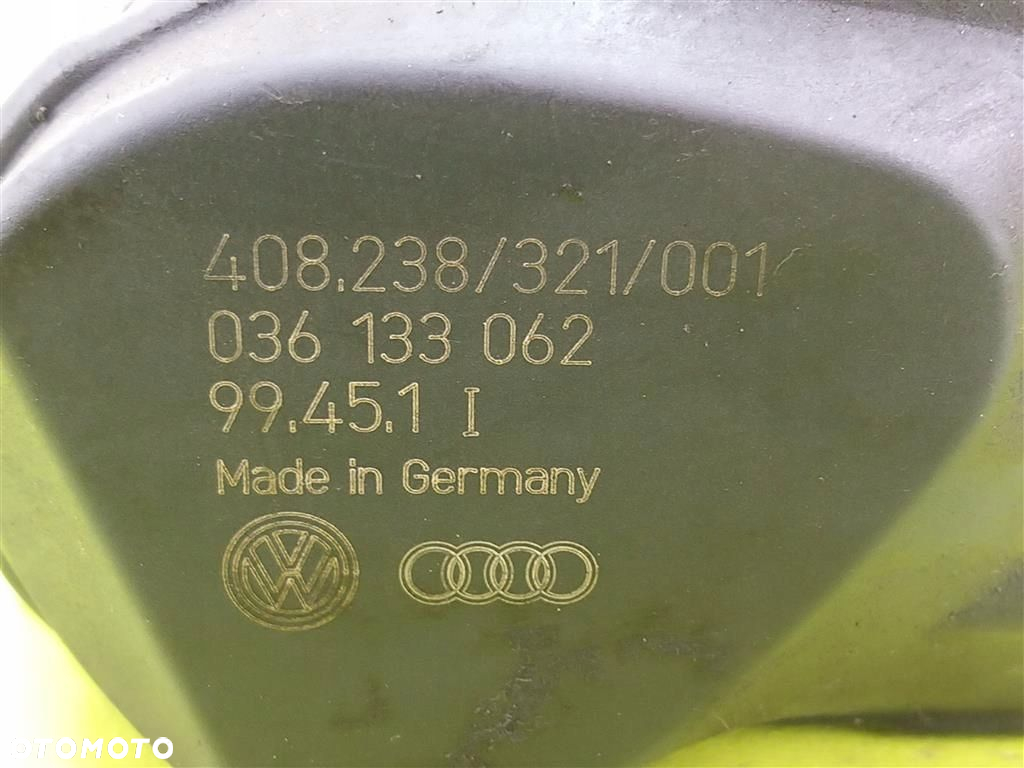 408.238/321/001
036 133 062
99.45.1 I
Made in Germany
VW
OTOMOTO